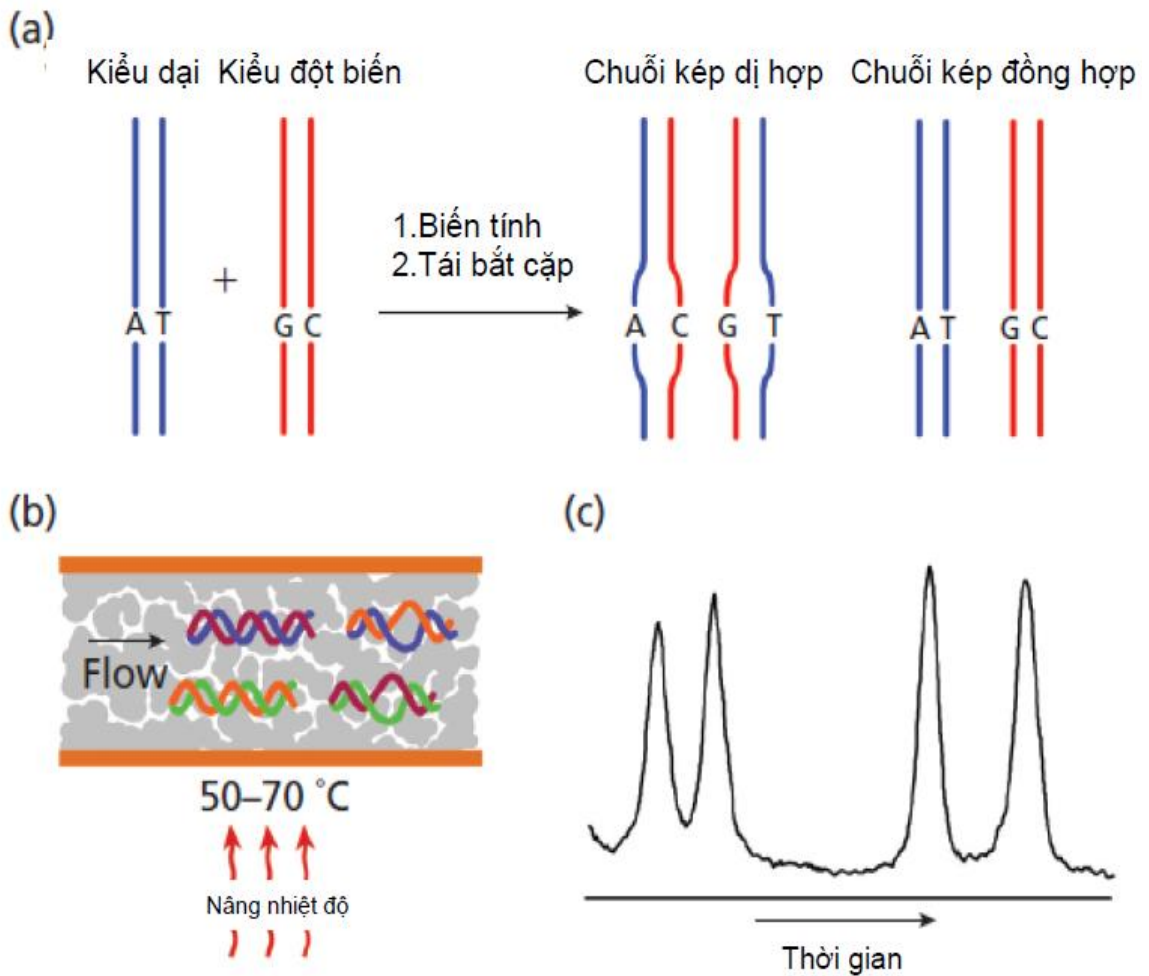 (a)
Kiểu dại Kiểu đột biến Chuỗi kép dị hợp Chuỗi kép đồng hợp
1.Biến tính
2.Tái bắt cặp
+
A T G C A C G T A T G C
(b) (c)
Flow
50–70 °C
Nâng nhiệt độ
Thời gian